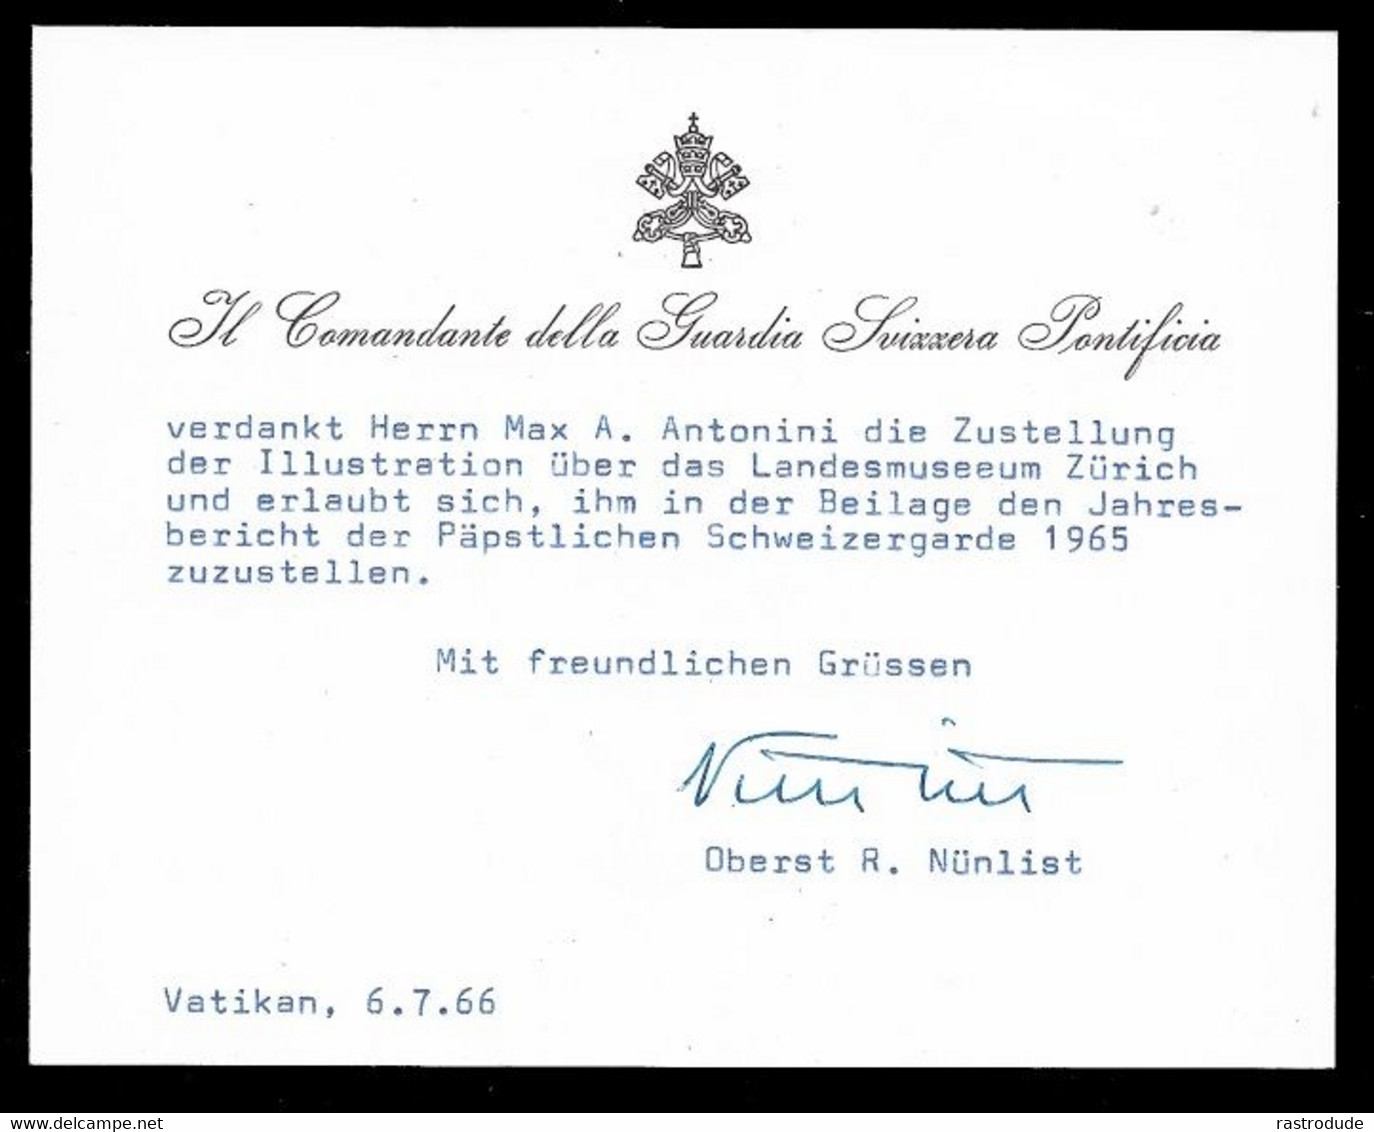 Il Comandante della Guardia Svizzera Pontificia
verdankt Herrn Max A. Antonini die Zustellung
der Illustration über das Landesmuseeum Zürich
und erlaubt sich, ihm in der Beilage den Jahres-
bericht der Päpstlichen Schweizergarde 1965
zuzustellen.
Mit freundlichen Grüssen
Nünlist
Oberst R. Nünlist
Vatikan, 6.7.66
www.delcampe.net
rastrodude